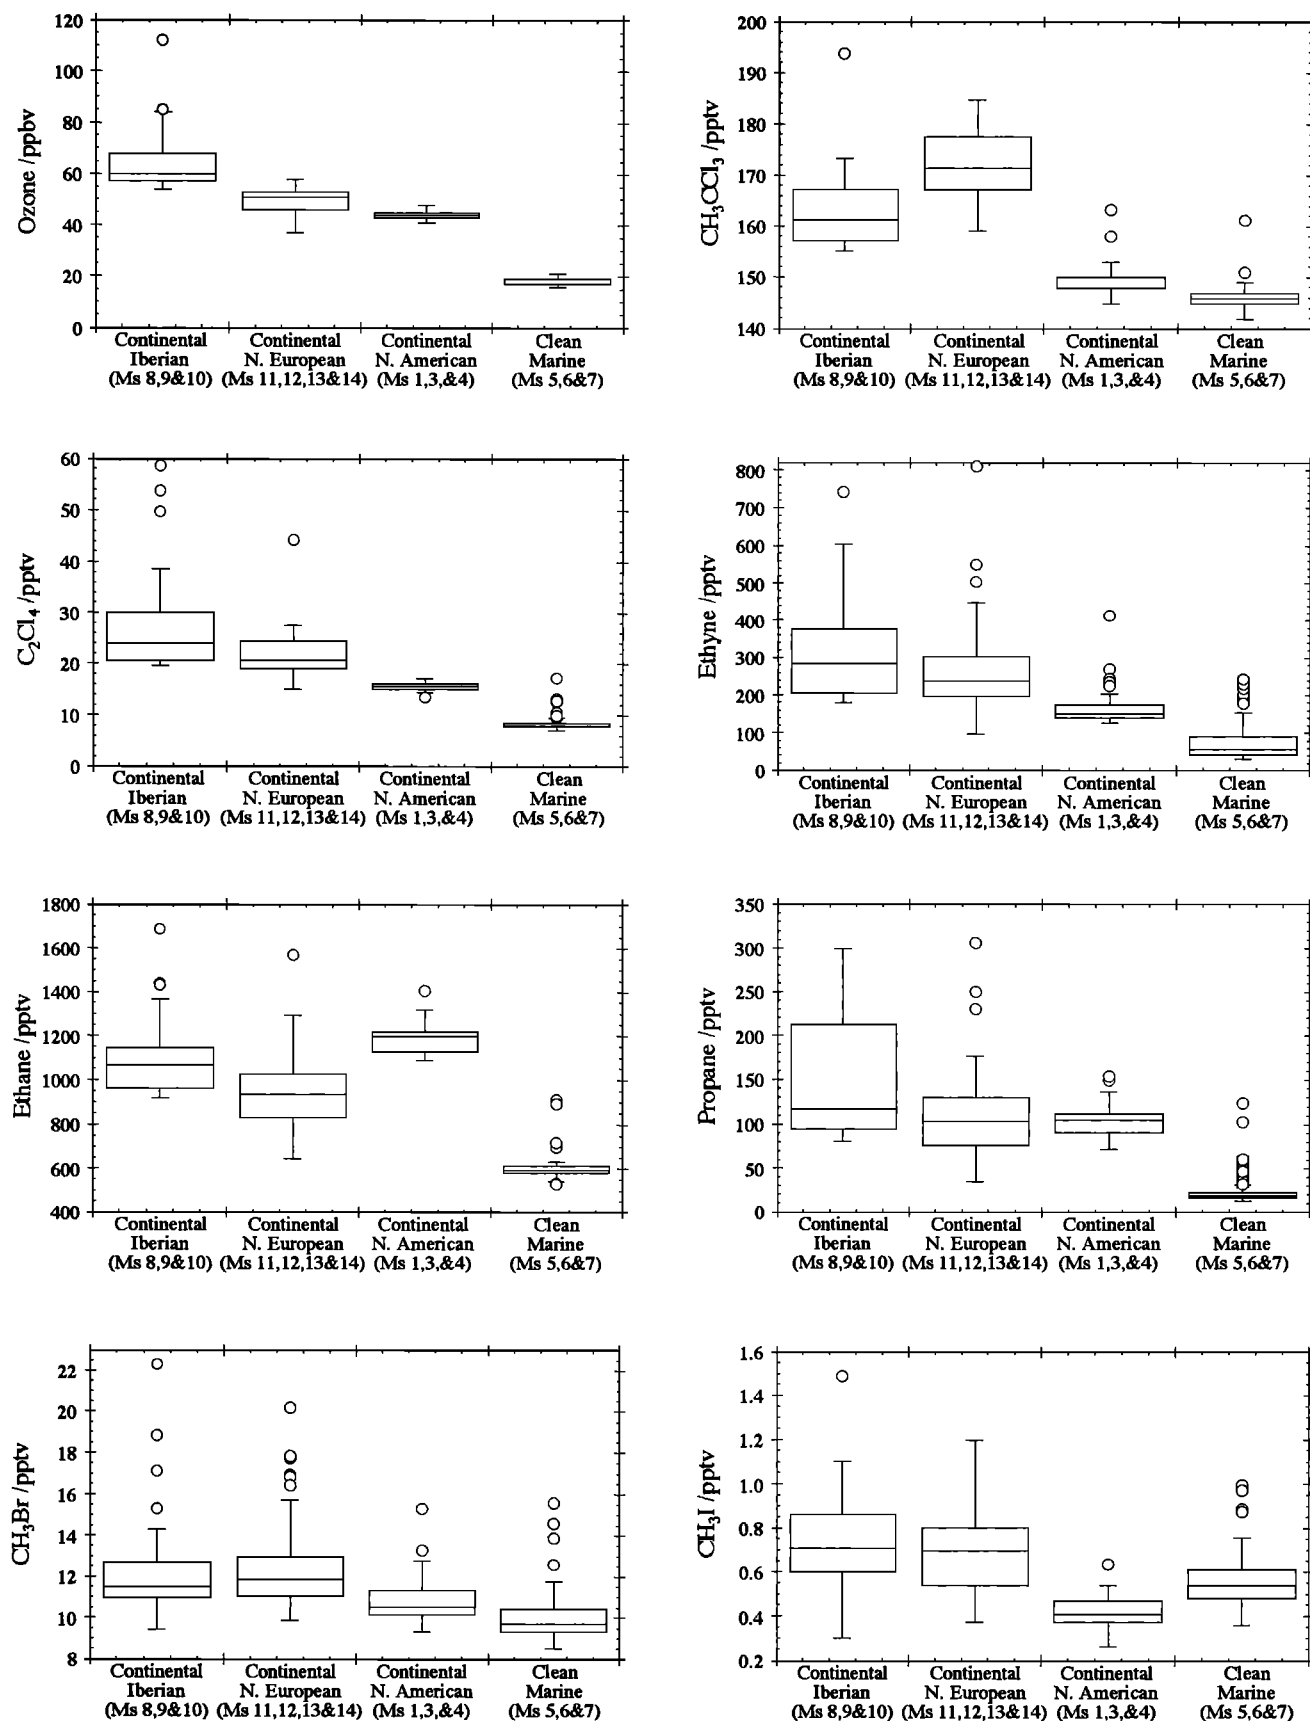 Ozone /ppbv
120
100
80
60
40
20
0
Continental Continental Continental Clean
Iberian N. European N. American Marine
(Ms 8,9&10) (Ms 11,12,13&14) (Ms 1,3,&4) (Ms 5,6&7)
CH3CCl3 /pptv
200
190
180
170
160
150
140
Continental Continental Continental Clean
Iberian N. European N. American Marine
(Ms 8,9&10) (Ms 11,12,13&14) (Ms 1,3,&4) (Ms 5,6&7)
C2Cl4 /pptv
60
50
40
30
20
10
0
Continental Continental Continental Clean
Iberian N. European N. American Marine
(Ms 8,9&10) (Ms 11,12,13&14) (Ms 1,3,&4) (Ms 5,6&7)
Ethyne /pptv
800
700
600
500
400
300
200
100
0
Continental Continental Continental Clean
Iberian N. European N. American Marine
(Ms 8,9&10) (Ms 11,12,13&14) (Ms 1,3,&4) (Ms 5,6&7)
Ethane /pptv
1800
1600
1400
1200
1000
800
600
400
Continental Continental Continental Clean
Iberian N. European N. American Marine
(Ms 8,9&10) (Ms 11,12,13&14) (Ms 1,3,&4) (Ms 5,6&7)
Propane /pptv
350
300
250
200
150
100
50
0
Continental Continental Continental Clean
Iberian N. European N. American Marine
(Ms 8,9&10) (Ms 11,12,13&14) (Ms 1,3,&4) (Ms 5,6&7)
CH3Br /pptv
22
20
18
16
14
12
10
8
Continental Continental Continental Clean
Iberian N. European N. American Marine
(Ms 8,9&10) (Ms 11,12,13&14) (Ms 1,3,&4) (Ms 5,6&7)
CH3I /pptv
1.6
1.4
1.2
1.0
0.8
0.6
0.4
0.2
Continental Continental Continental Clean
Iberian N. European N. American Marine
(Ms 8,9&10) (Ms 11,12,13&14) (Ms 1,3,&4) (Ms 5,6&7)